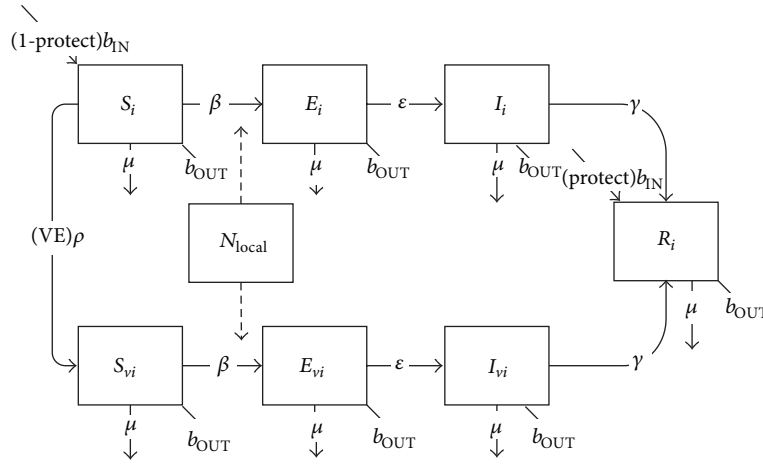 (1-protect)b_IN
S_i
β
E_i
ε
I_i
γ
μ
b_OUT
μ
b_OUT
μ
b_OUT
(protect)b_IN
(VE)ρ
N_local
R_i
μ
b_OUT
S_vi
β
E_vi
ε
I_vi
γ
μ
b_OUT
μ
b_OUT
μ
b_OUT